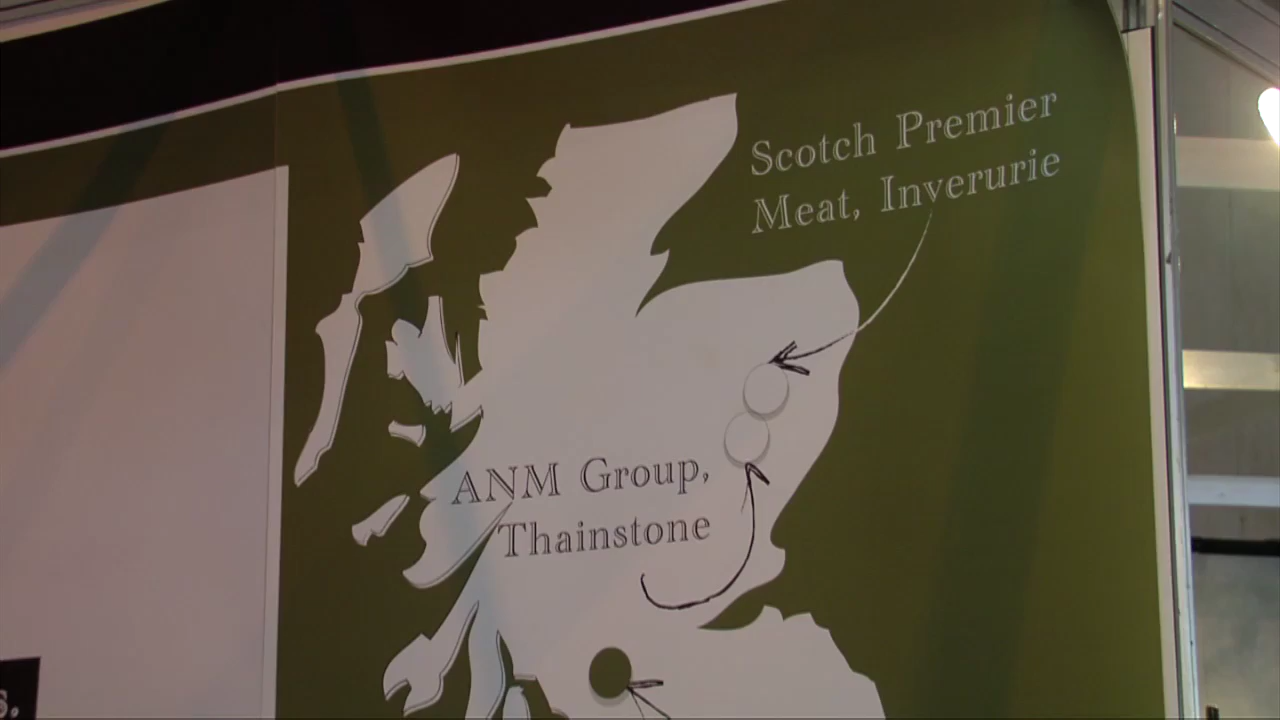 Scotch Premier
Meat, Inverurie
ANM Group,
Thainstone
s.